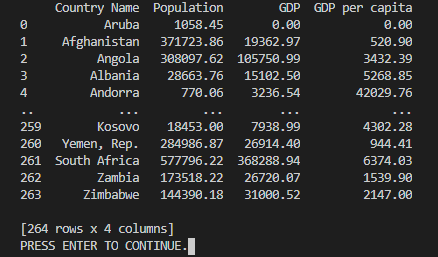 Country Name Population GDP GDP per capita
0 Aruba 1058.45 0.00 0.00
1 Afghanistan 371723.86 19362.97 520.90
2 Angola 308097.62 105750.99 3432.39
3 Albania 28663.76 15102.50 5268.85
4 Andorra 770.06 3236.54 42029.76
.. ... ... ... ...
259 Kosovo 18453.00 7938.99 4302.28
260 Yemen, Rep. 284986.87 26914.40 944.41
261 South Africa 577796.22 368288.94 6374.03
262 Zambia 173518.22 26720.07 1539.90
263 Zimbabwe 144390.18 31000.52 2147.00
[264 rows x 4 columns]
PRESS ENTER TO CONTINUE.